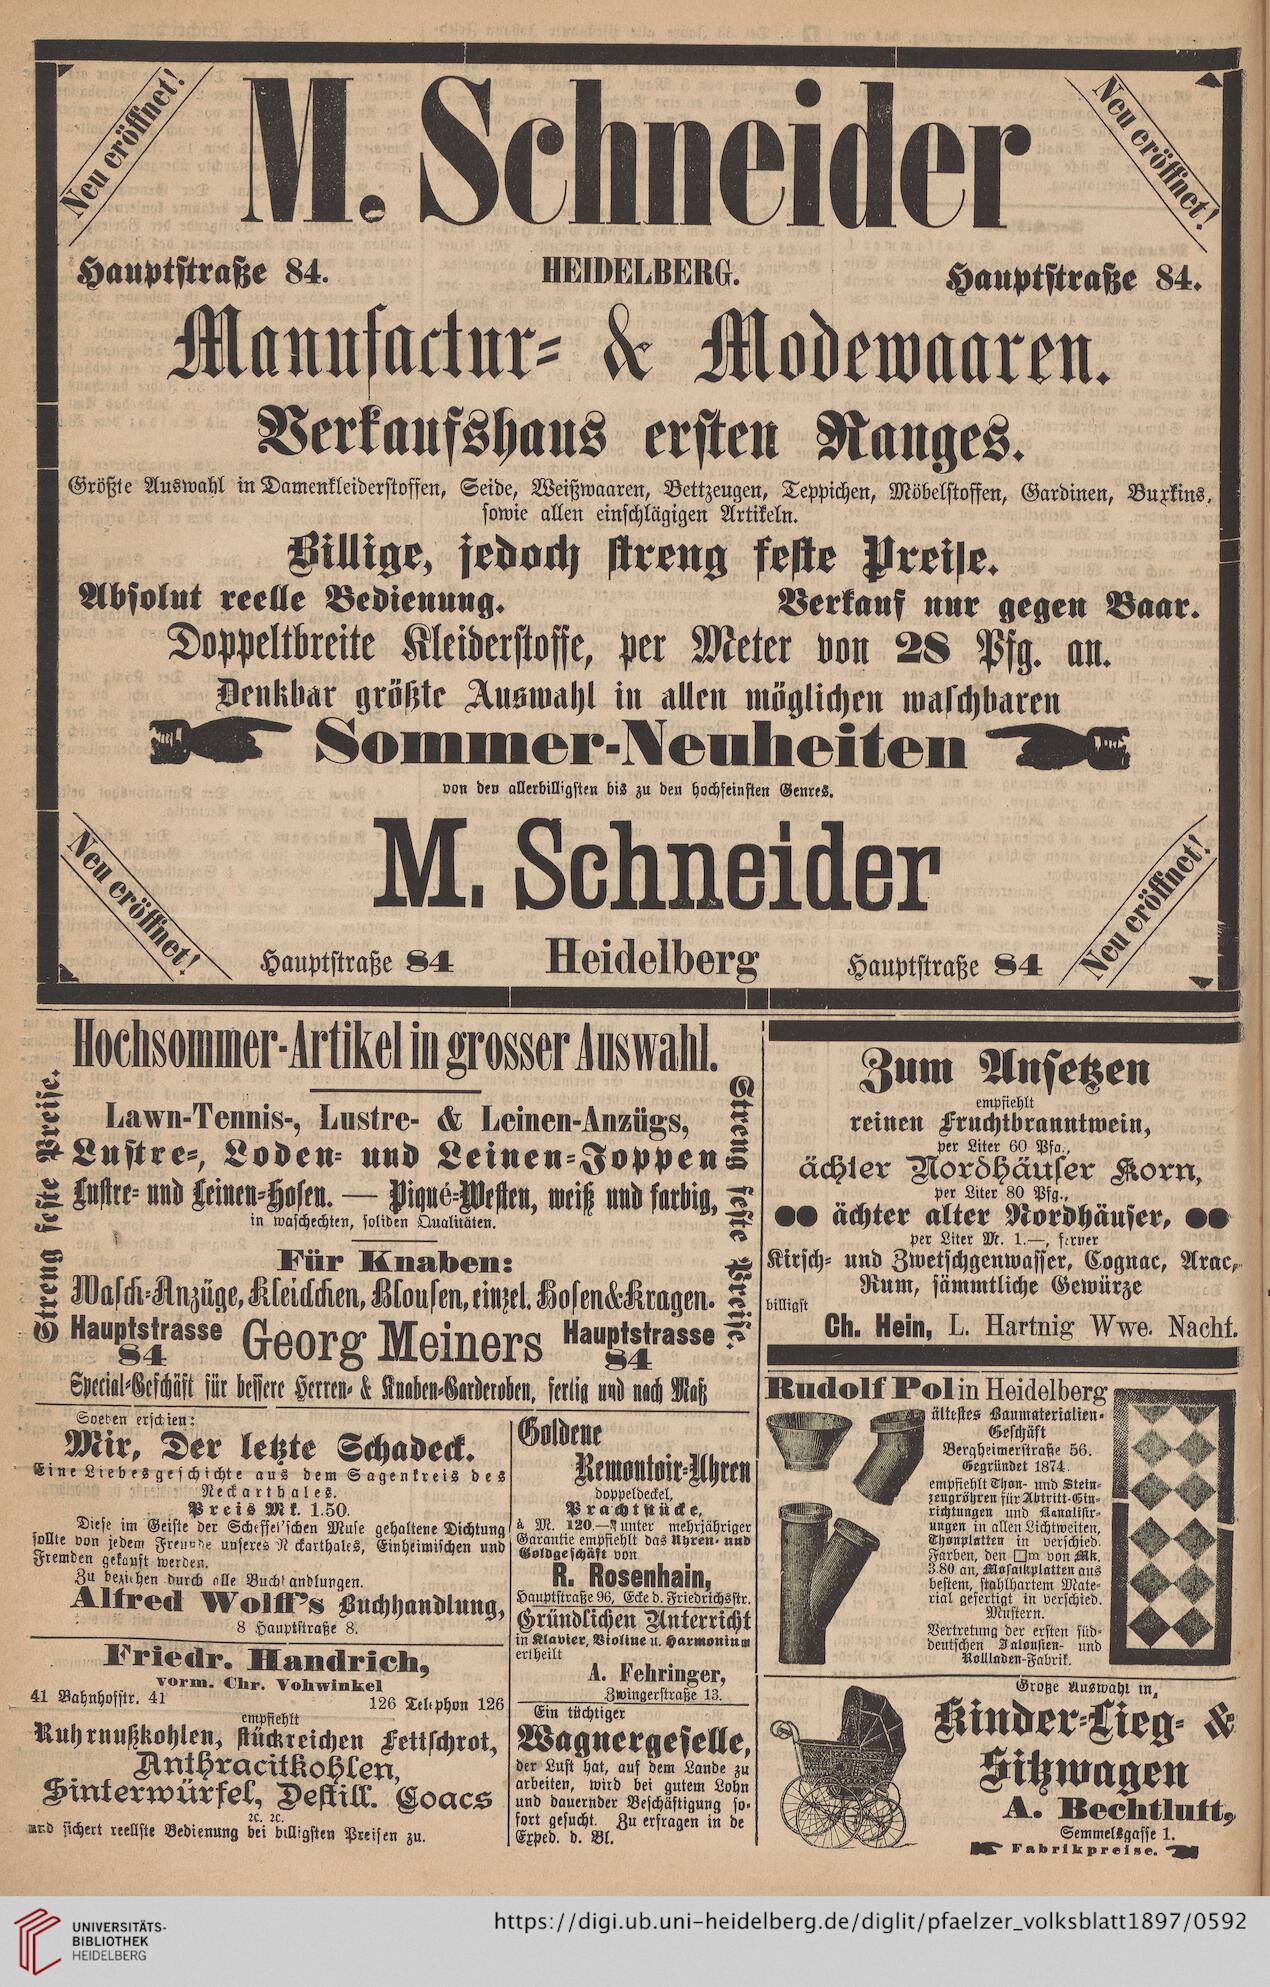 Neu eröffnet!
M. Schneider
Neu eröffnet!
Hauptstraße 84. HEIDELBERG. Hauptstraße 84.
Manufactur- & Modewaaren.
Verkaufshaus ersten Ranges.
Größte Auswahl in Damenkleiderstoffen, Seide, Weißwaaren, Bettzeugen, Teppichen, Möbelstoffen, Gardinen, Buxkins,
sowie allen einschlägigen Artikeln.
Billige, jedoch streng feste Preise.
Absolut reelle Bedienung. Verkauf nur gegen Baar.
Doppeltbreite Kleiderstoffe, per Meter von 28 Pfg. an.
Denkbar größte Auswahl in allen möglichen waschbaren
Sommer-Neuheiten
von den allerbilligsten bis zu den hochfeinsten Genres.
M. Schneider
Neu eröffnet!
Neu eröffnet!
Hauptstraße 84 Heidelberg Hauptstraße 84
Hochsommer-Artikel in grosser Auswahl.
Streng feste Preise.
Lawn-Tennis-, Lustre- & Leinen-Anzügs,
Lustre-, Loden- und Leinen-Joppen
Lustre- und Leinen-Hosen. — Piqué-Westen, weiß und farbig,
in waschechten, soliden Qualitäten.
Für Knaben:
Wasch-Anzüge, Kleidchen, Blousen, einzel. Hosen & Kragen.
Streng feste Preise.
Hauptstrasse 84 Georg Meiners Hauptstrasse 84
Special-Geschäft für bessere Herren- & Knaben-Garderoben, fertig und nach Maß
Soeben erschien:
Mir, Der letzte Schadeck.
Eine Liebesgeschichte aus dem Sagenkreis des
Neckarthales.
Preis Mk. 1.50.
Diese im Geiste der Scheffel'schen Muse gehaltene Dichtung
sollte von jedem Freunde unseres Neckarthales, Einheimischen und
Fremden gekauft werden.
Zu beziehen durch alle Buchhandlungen.
Alfred Wolff's Buchhandlung,
8 Hauptstraße 8.
Friedr. Handrich,
vorm. Chr. Vohwinkel
41 Bahnhofstr. 41 126 Telephon 126
empfiehlt
Ruhrnußkohlen, stückreichen Fettschrot,
Anthracitkohlen,
Sinterwürfel, Destill. Coacs
ec. ec.
und sichert reellste Bedienung bei billigsten Preisen zu.
Goldene
Remontoir-Uhren
doppeldeckel,
Prachtstücke,
à M. 120.— unter mehrjähriger
Garantie empfiehlt das Uhren- und
Goldgeschäft von
R. Rosenhain,
Hauptstraße 96, Ecke d. Friedrichsstr.
Gründlichen Unterricht
in Klavier, Violine u. Harmonium
ertheilt
A. Fehringer,
Zwingerstraße 13.
Ein tüchtiger
Wagnergeselle,
der Lust hat, auf dem Lande zu
arbeiten, wird bei gutem Lohn
und dauernder Beschäftigung so-
fort gesucht. Zu erfragen in de
Exped. d. Bl.
Zum Ansetzen
empfiehlt
reinen Fruchtbranntwein,
per Liter 60 Pfg.,
ächter Nordhäuser Korn,
per Liter 80 Pfg.,
ächter alter Nordhäuser,
per Liter M. 1.—, ferner
Kirsch- und Zwetschgenwasser, Cognac, Arac,
Rum, sämmtliche Gewürze
billigst
Ch. Hein, L. Hartnig Wwe. Nachf.
Rudolf Pol in Heidelberg
ältestes Baumaterialien-
Geschäft
Bergheimerstraße 56.
Gegründet 1874.
empfiehlt Thon- und Stein-
zeugröhren für Abtritt-Ein-
richtungen und Kanalisir-
ungen in allen Lichtweiten,
Thonplatten in verschied.
Farben, den □m von Mk.
3.80 an, Mosaikplatten aus
bestem, stahlhartem Mate-
rial gefertigt in verschied.
Mustern.
Vertretung der ersten süd-
deutschen Jalousien- und
Rolladen-Fabrik.
Große Auswahl in
Kinder-Lieg- &
Sitzwagen
A. Bechtluft,
Semmelsgasse 1.
Fabrikpreise.
UNIVERSITÄTS-
BIBLIOTHEK
HEIDELBERG
https://digi.ub.uni-heidelberg.de/diglit/pfaelzer_volksblatt1897/0592